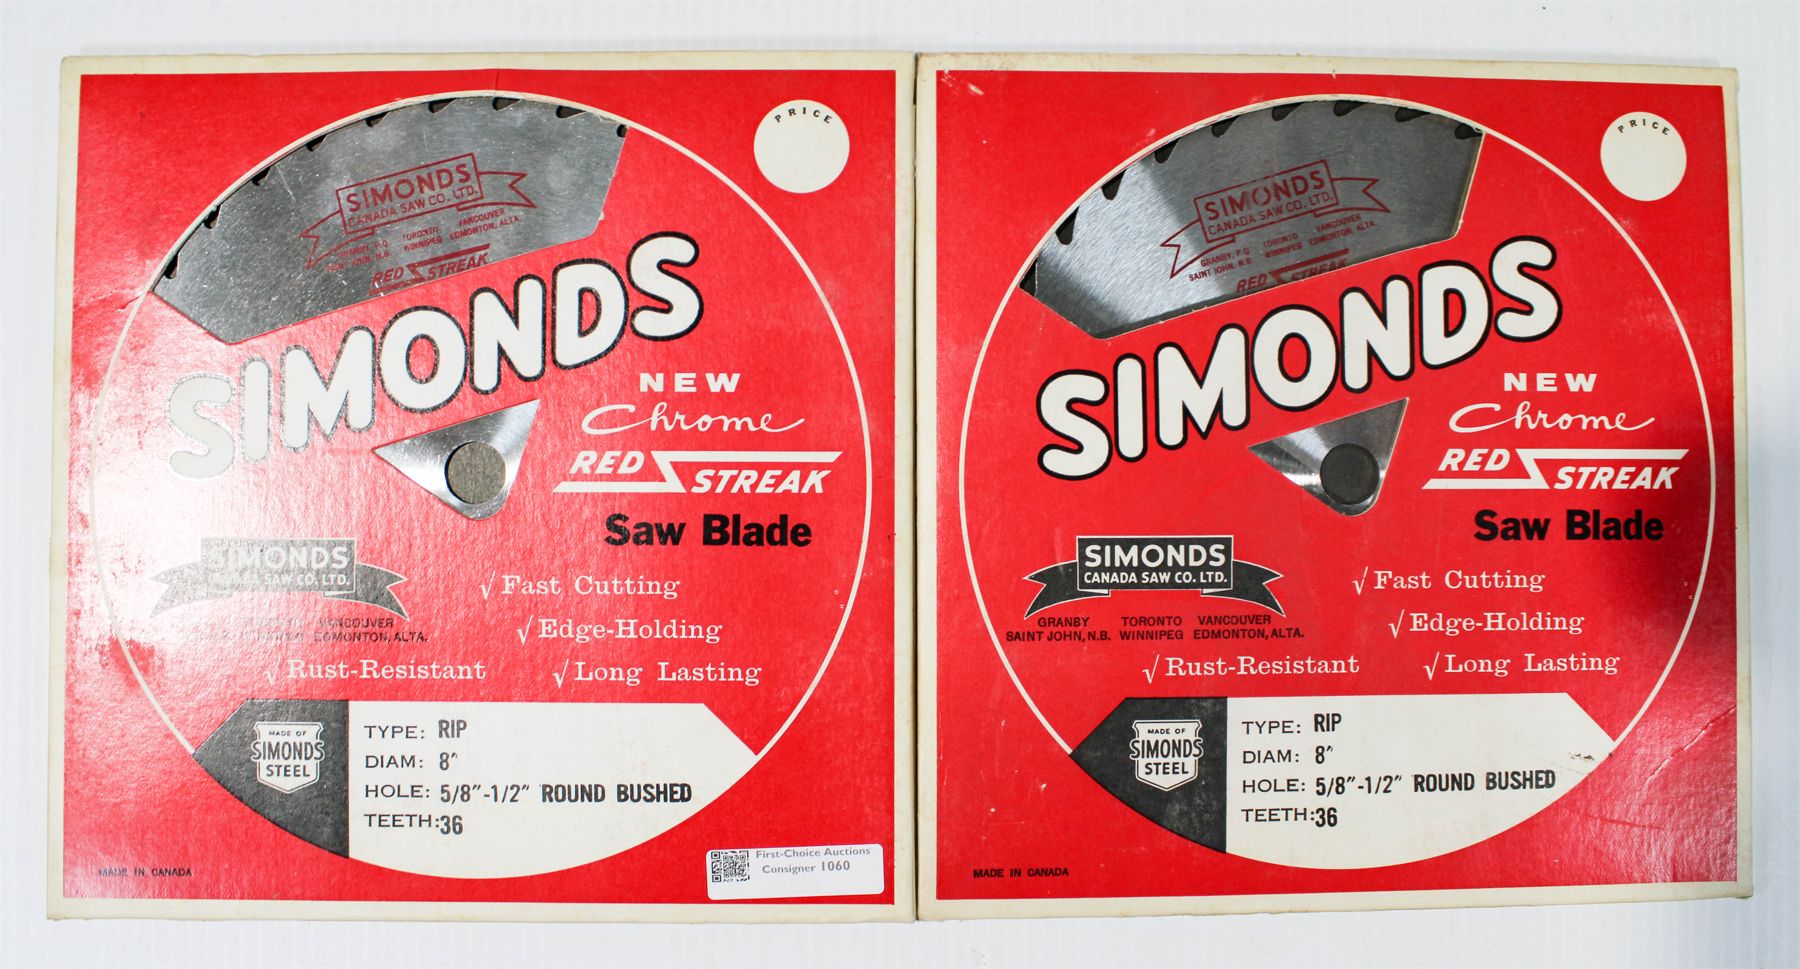 PRICE
SIMONDS
CANADA SAW CO. LTD.
GRANBY, P.Q. TORONTO VANCOUVER
SAINT JOHN, N.B. WINNIPEG EDMONTON, ALTA.
RED STREAK
SIMONDS
NEW
Chrome
RED STREAK
Saw Blade
SIMONDS
CANADA SAW CO. LTD.
TORONTO VANCOUVER
WINNIPEG EDMONTON, ALTA.
√ Fast Cutting
√ Edge-Holding
√ Rust-Resistant √ Long Lasting
MADE OF
SIMONDS
STEEL
TYPE: RIP
DIAM: 8"
HOLE: 5/8"-1/2" ROUND BUSHED
TEETH: 36
MADE IN CANADA
First-Choice Auctions
Consigner 1060
PRICE
SIMONDS
CANADA SAW CO. LTD.
GRANBY, P.Q. TORONTO VANCOUVER
SAINT JOHN, N.B. WINNIPEG EDMONTON, ALTA.
RED STREAK
SIMONDS
NEW
Chrome
RED STREAK
Saw Blade
SIMONDS
CANADA SAW CO. LTD.
GRANBY TORONTO VANCOUVER
SAINT JOHN, N.B. WINNIPEG EDMONTON, ALTA.
√ Fast Cutting
√ Edge-Holding
√ Rust-Resistant √ Long Lasting
MADE OF
SIMONDS
STEEL
TYPE: RIP
DIAM: 8"
HOLE: 5/8"-1/2" ROUND BUSHED
TEETH: 36
MADE IN CANADA